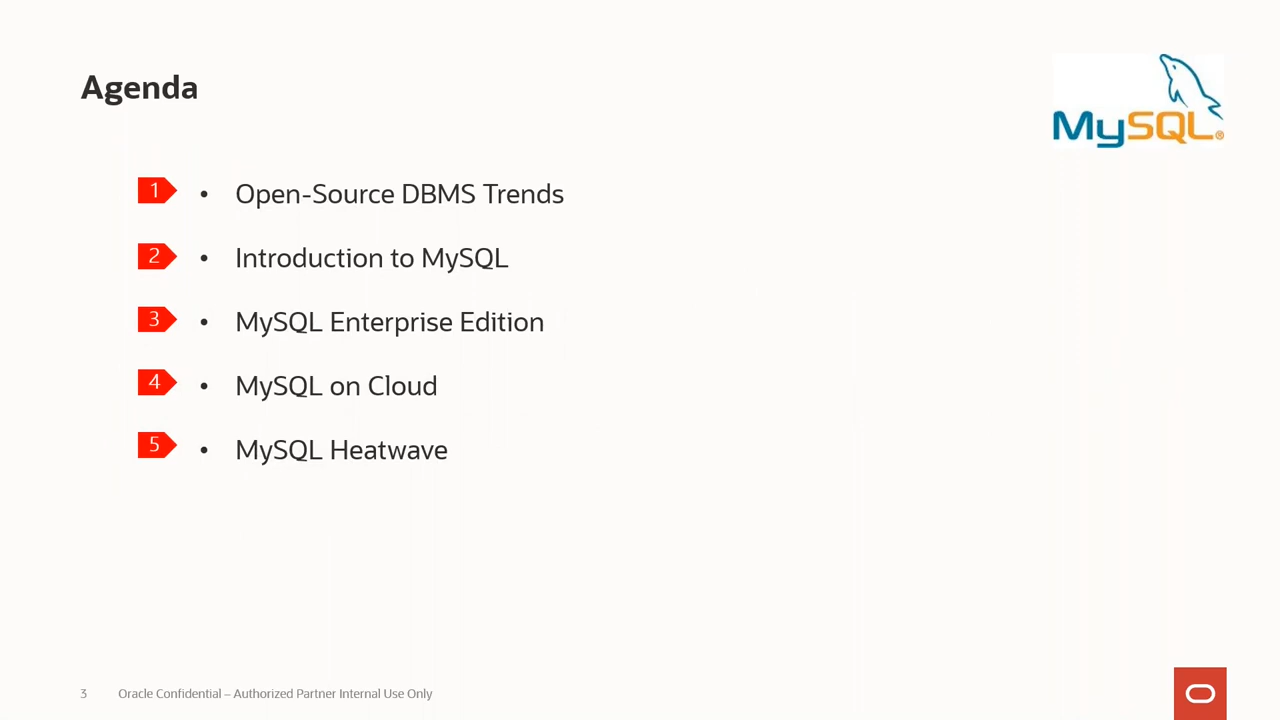 Agenda
MySQL®
1 • Open-Source DBMS Trends
2 • Introduction to MySQL
3 • MySQL Enterprise Edition
4 • MySQL on Cloud
5 • MySQL Heatwave
3 Oracle Confidential – Authorized Partner Internal Use Only